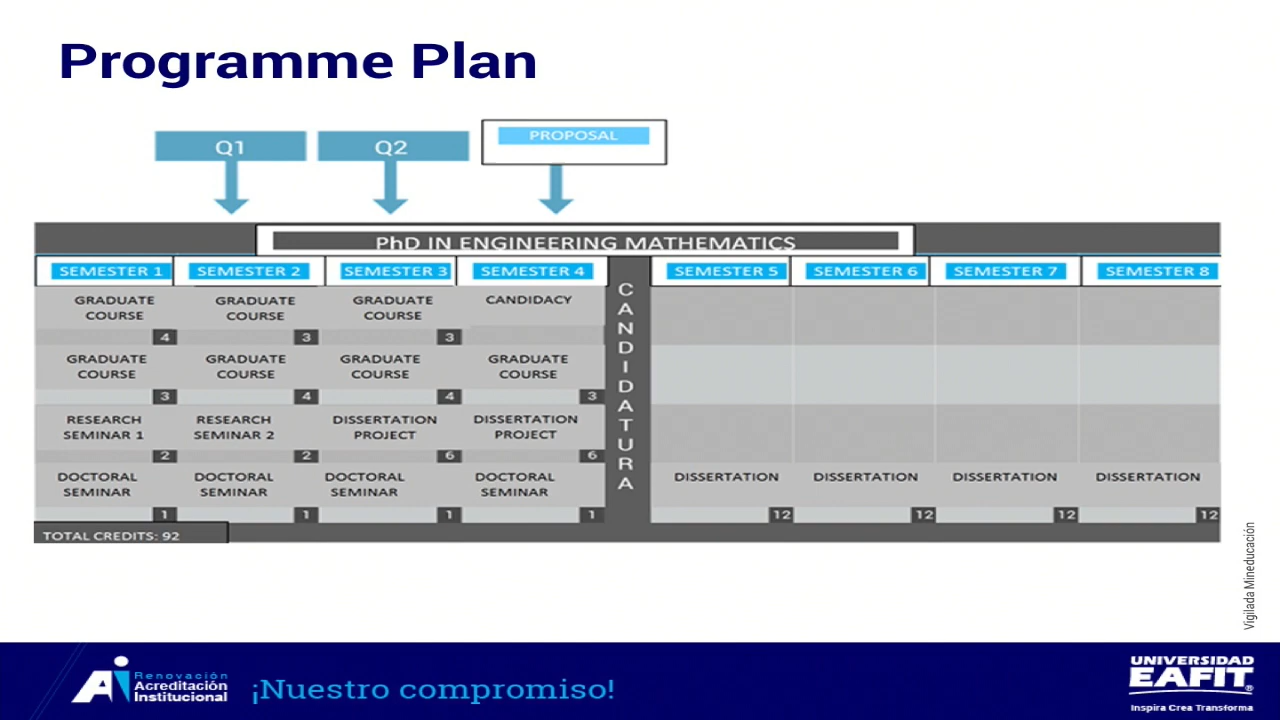 Programme Plan
Q1 Q2 PROPOSAL
PhD IN ENGINEERING MATHEMATICS
SEMESTER 1 SEMESTER 2 SEMESTER 3 SEMESTER 4 SEMESTER 5 SEMESTER 6 SEMESTER 7 SEMESTER 8
CANDIDATURA
GRADUATE GRADUATE GRADUATE CANDIDACY
COURSE COURSE COURSE
4 3 3
GRADUATE GRADUATE GRADUATE GRADUATE
COURSE COURSE COURSE COURSE
3 4 4 3
RESEARCH RESEARCH DISSERTATION DISSERTATION
SEMINAR 1 SEMINAR 2 PROJECT PROJECT
2 2 6 6
DOCTORAL DOCTORAL DOCTORAL DOCTORAL DISSERTATION DISSERTATION DISSERTATION DISSERTATION
SEMINAR SEMINAR SEMINAR SEMINAR
1 1 1 1 12 12 12 12
TOTAL CREDITS: 92
Vigilada Mineducación
AI Renovación
Acreditación
Institucional
¡Nuestro compromiso!
UNIVERSIDAD
EAFIT®
Inspira Crea Transforma